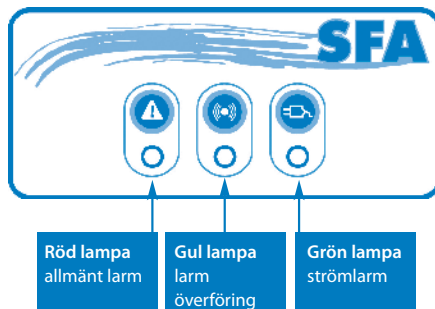 SFA
Röd lampa
allmänt larm
Gul lampa
larm
överföring
Grön lampa
strömlarm